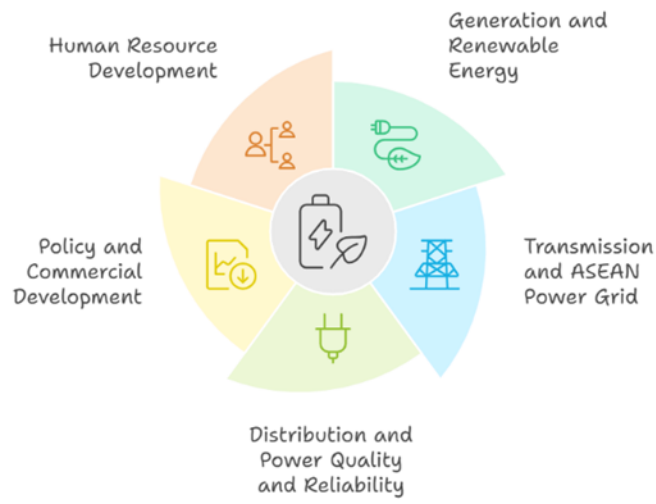 Generation and
Renewable
Energy
Human Resource
Development
Transmission
and ASEAN
Power Grid
Policy and
Commercial
Development
Distribution and
Power Quality
and Reliability